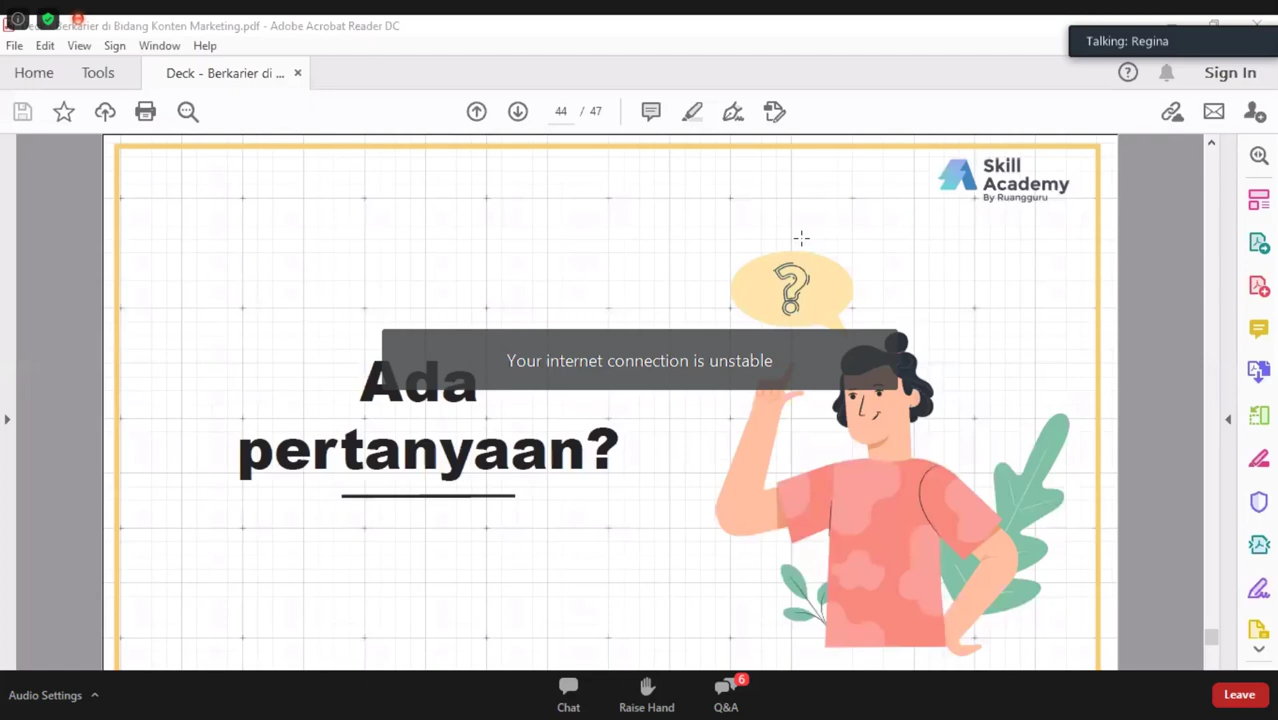 Berkarier di Bidang Konten Marketing.pdf - Adobe Acrobat Reader DC
Talking: Regina
File Edit View Sign Window Help
Home Tools Deck - Berkarier di ... × Sign In
44 / 47
Skill
Academy
By Ruangguru
?
Your internet connection is unstable
Ada
pertanyaan?
Audio Settings
6
Chat Raise Hand Q&A Leave